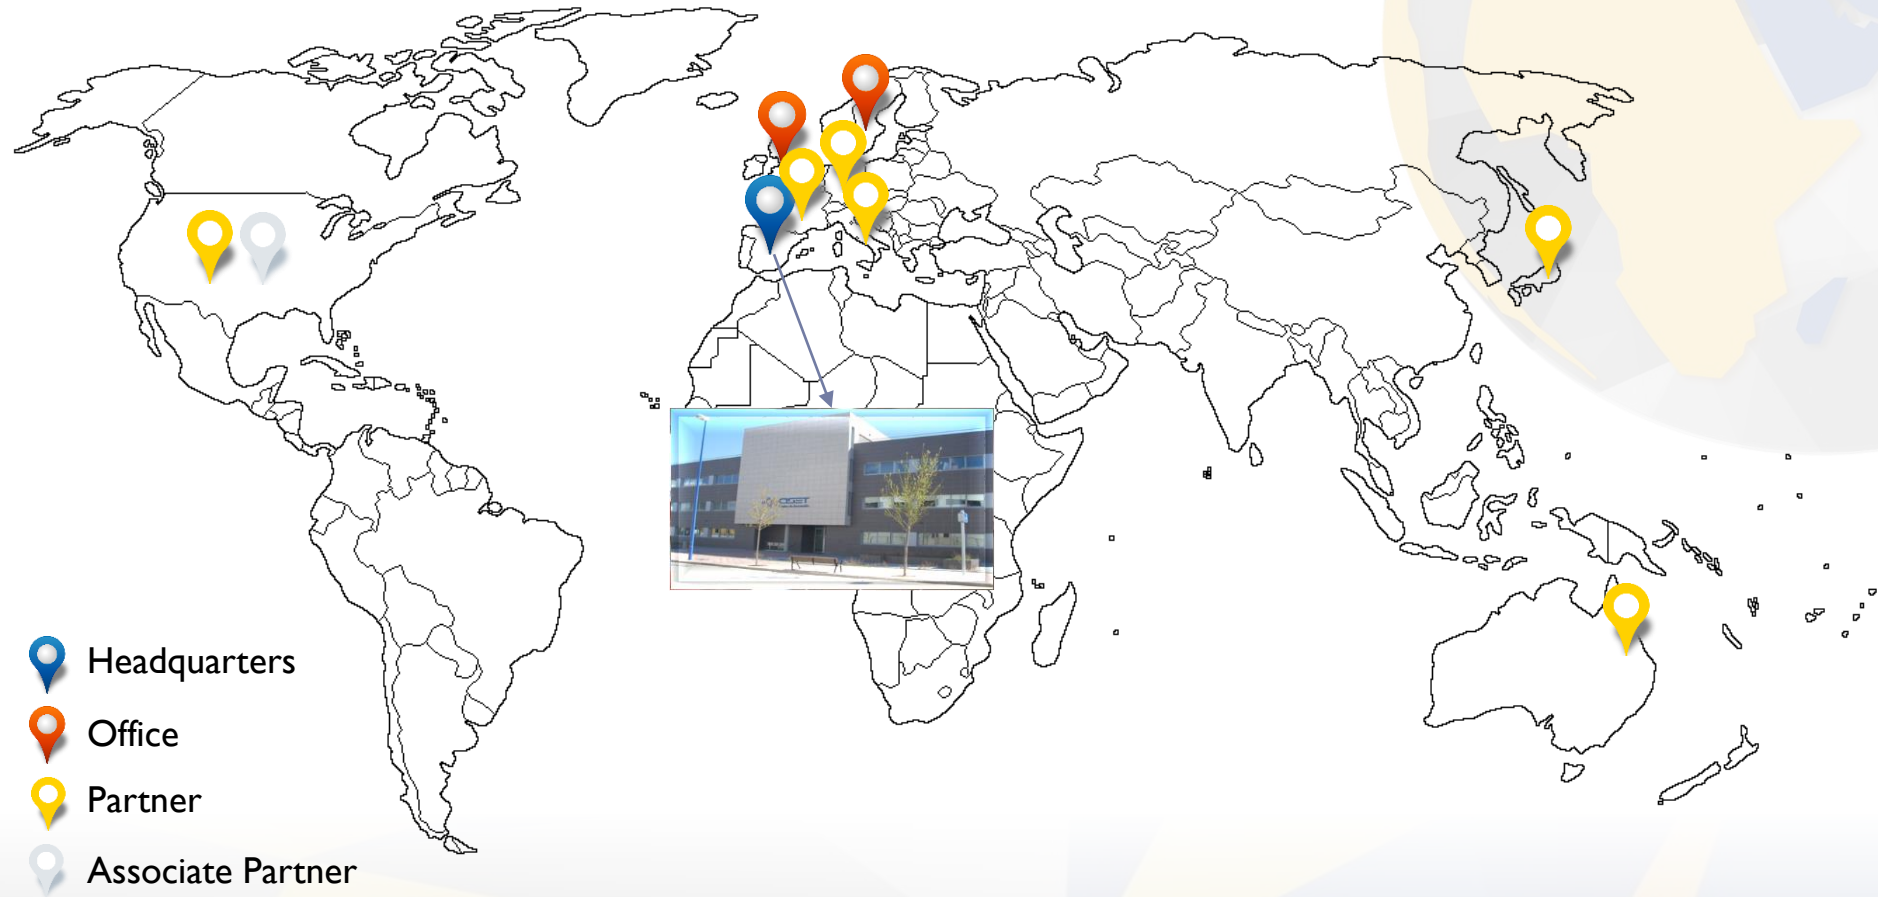 Headquarters
Office
Partner
Associate Partner